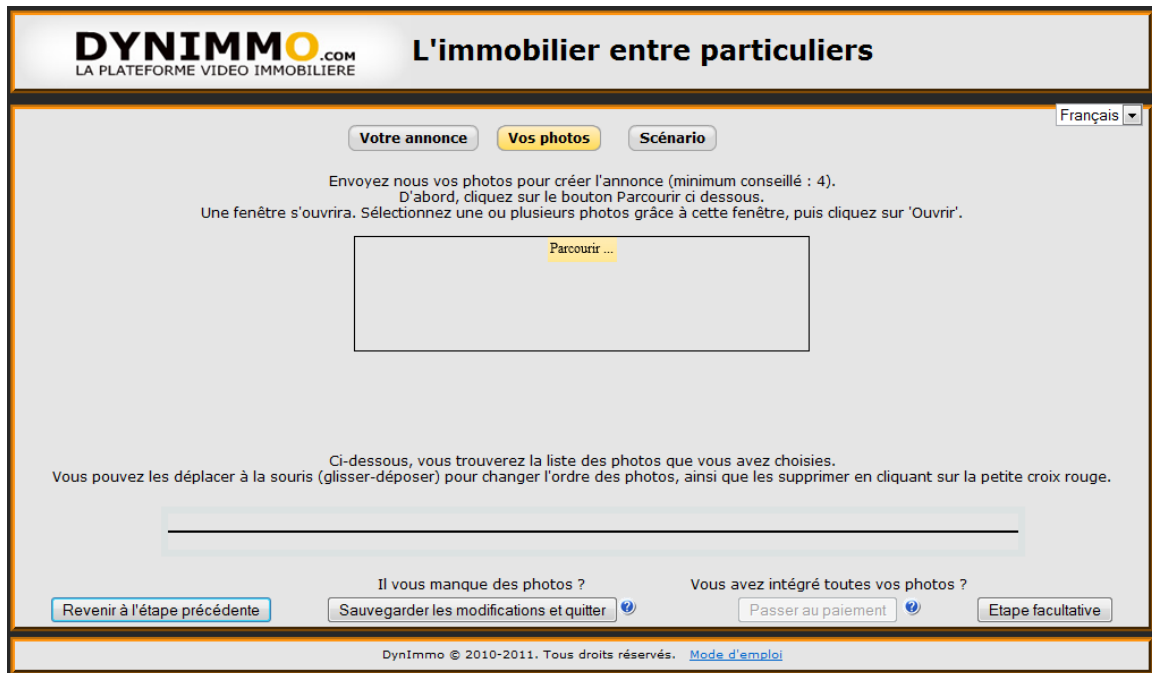 DYNIMMO.COM
LA PLATEFORME VIDEO IMMOBILIERE
L'immobilier entre particuliers
Français
Votre annonce
Vos photos
Scénario
Envoyez nous vos photos pour créer l'annonce (minimum conseillé : 4).
D'abord, cliquez sur le bouton Parcourir ci dessous.
Une fenêtre s'ouvrira. Sélectionnez une ou plusieurs photos grâce à cette fenêtre, puis cliquez sur 'Ouvrir'.
Parcourir ...
Ci-dessous, vous trouverez la liste des photos que vous avez choisies.
Vous pouvez les déplacer à la souris (glisser-déposer) pour changer l'ordre des photos, ainsi que les supprimer en cliquant sur la petite croix rouge.
Il vous manque des photos ?
Vous avez intégré toutes vos photos ?
Revenir à l'étape précédente
Sauvegarder les modifications et quitter
?
Passer au paiement
?
Etape facultative
DynImmo © 2010-2011. Tous droits réservés. Mode d'emploi